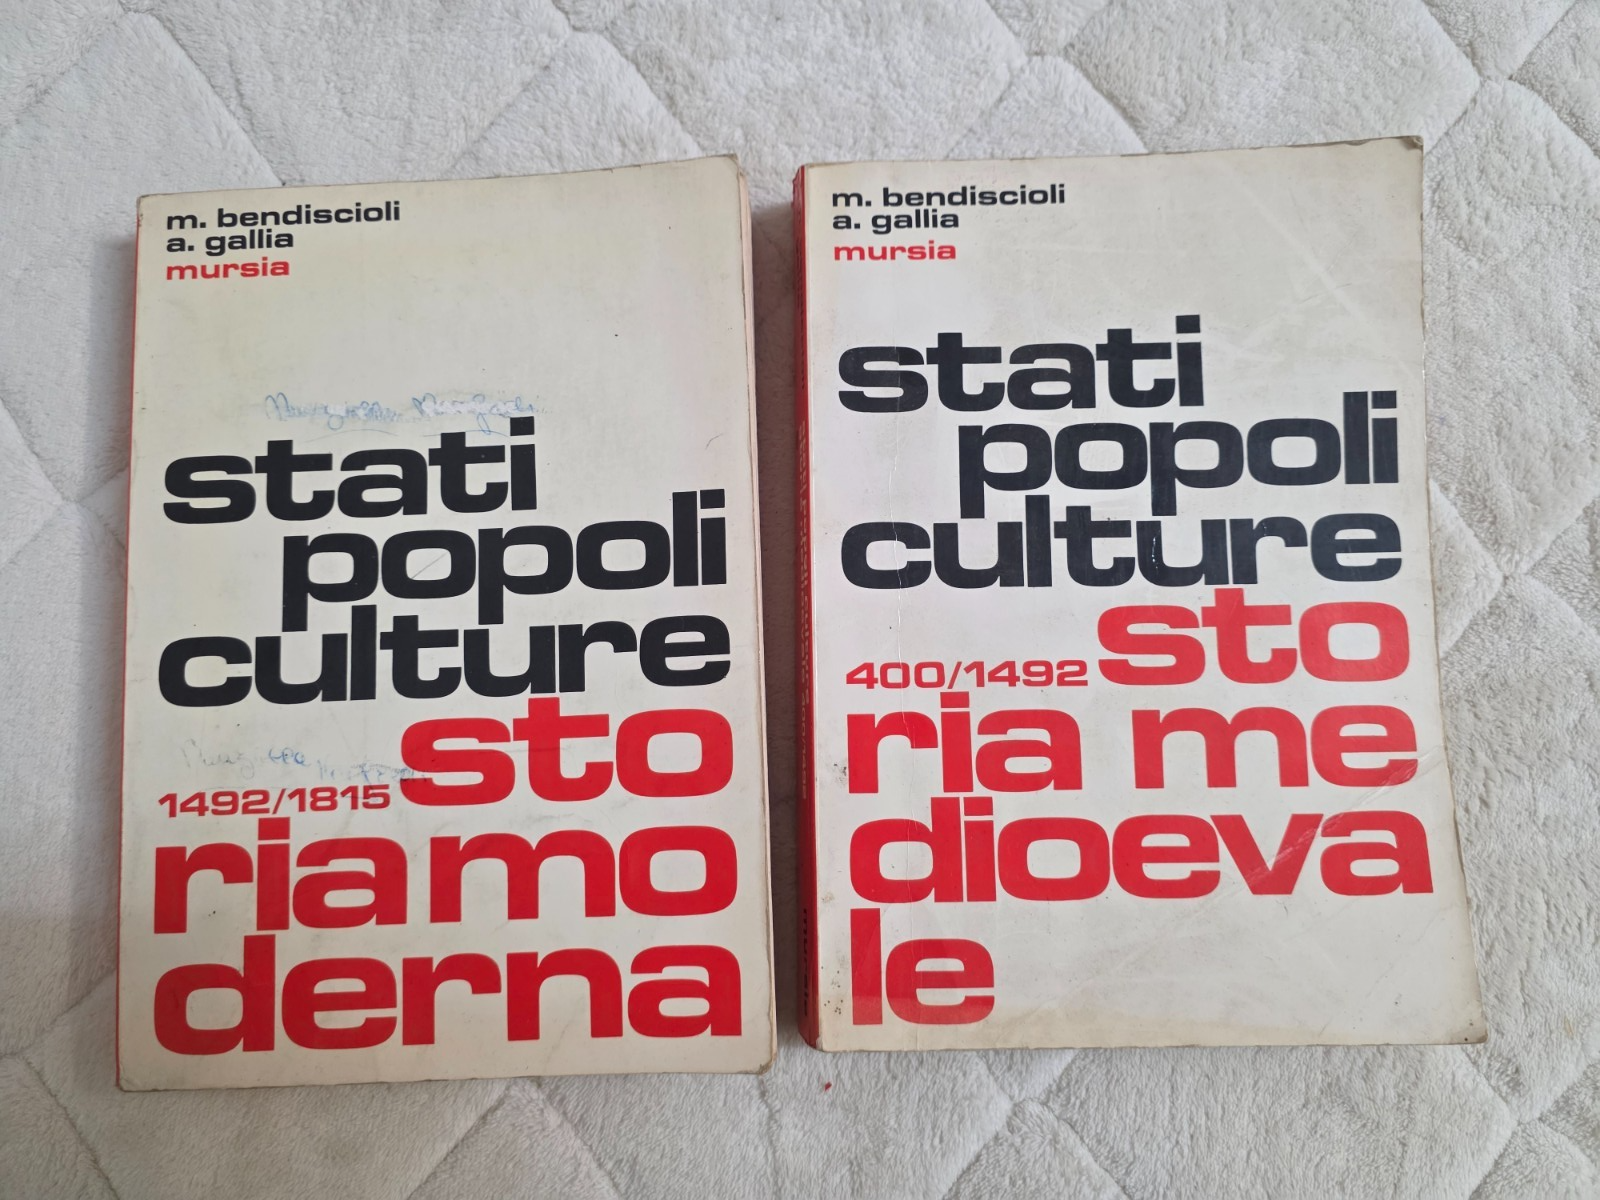 m. bendiscioli
a. gallia
mursia
stati
popoli
culture
sto
1492/1815
ria mo
derna
m. bendiscioli
a. gallia
mursia
stati
popoli
culture
sto
400/1492
ria me
dioeva
le